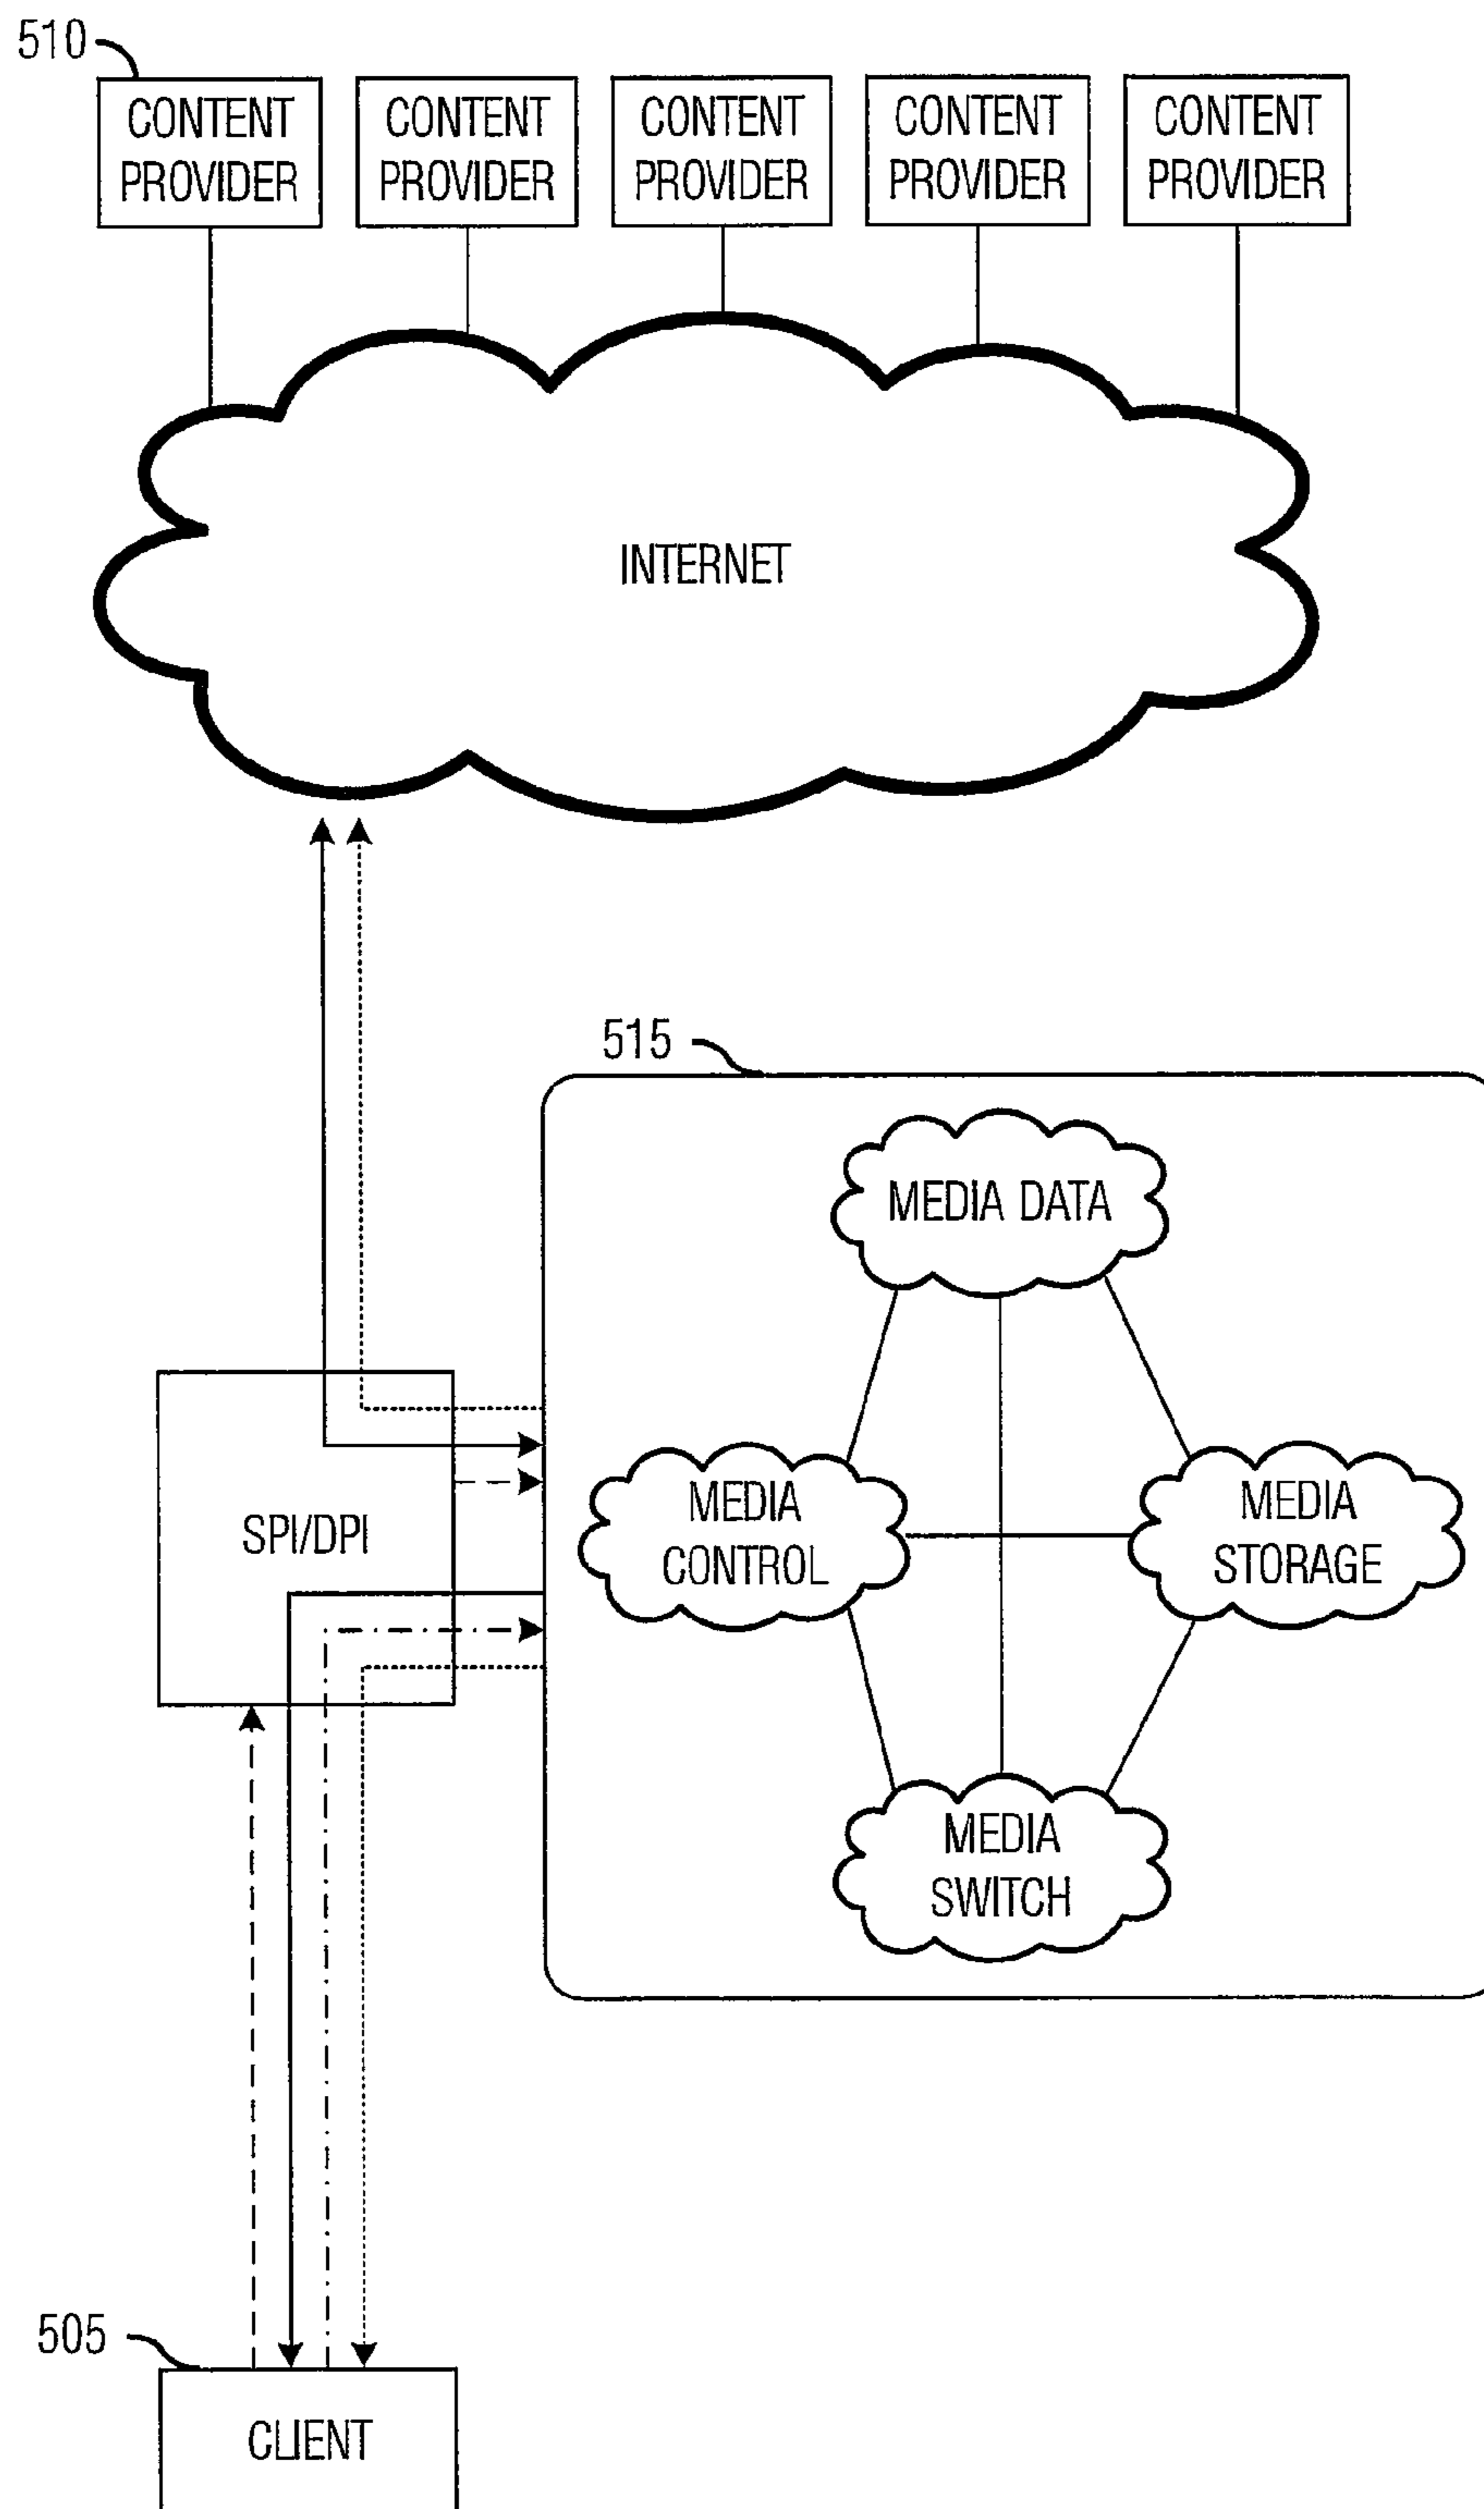 510
CONTENT
PROVIDER
CONTENT
PROVIDER
CONTENT
PROVIDER
CONTENT
PROVIDER
CONTENT
PROVIDER
INTERNET
515
MEDIA DATA
SPI/DPI
MEDIA
CONTROL
MEDIA
STORAGE
MEDIA
SWITCH
505
CLIENT